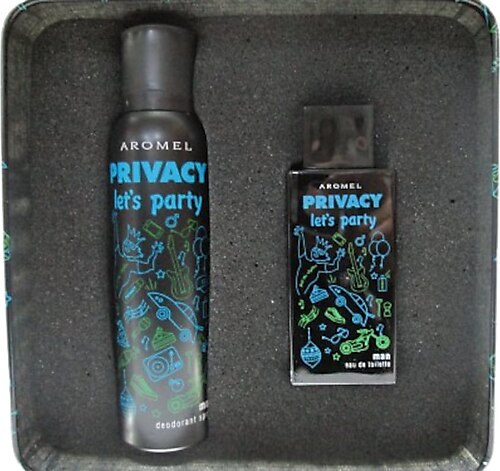 AROMEL
PRIVACY
let's party
deodorant
AROMEL
PRIVACY
let's party
man
eau de toilette